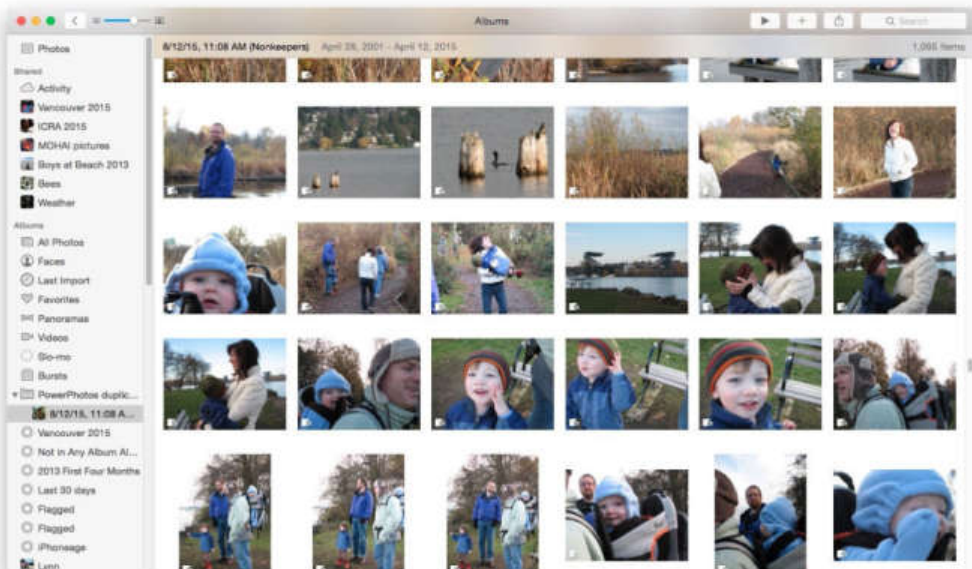 Albums
Search
8/12/15, 11:08 AM (Nonkeepers) April 28, 2001 - April 12, 2015
1,066 Items
Photos
Shared
Activity
Vancouver 2015
ICRA 2015
MOHAI pictures
Boys at Beach 2013
Bees
Weather
Albums
All Photos
Faces
Last Import
Favorites
Panoramas
Videos
Slo-mo
Bursts
PowerPhotos duplic...
8/12/15, 11:08 A...
Vancouver 2015
Not in Any Album Al...
2013 First Four Months
Last 30 days
Flagged
Flagged
iPhoneage
Lynn